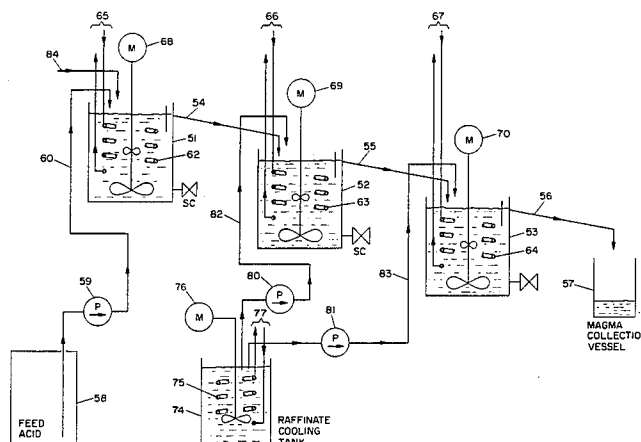 65
66
67
84
M
68
M
69
M
70
54
60
51
62
SC
55
82
52
63
SC
56
83
53
64
57
MAGMA
COLLECTIO
VESSEL
59
P
76
M
80
P
77
81
P
58
FEED
ACID
75
74
RAFFINATE
COOLING
TANK